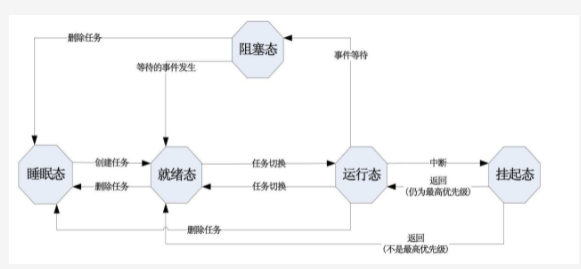 删除任务
阻塞态
事件等待
等待的事件发生
睡眠态
创建任务
删除任务
就绪态
任务切换
任务切换
运行态
中断
返回
(仍为最高优先级)
挂起态
删除任务
返回
(不是最高优先级)